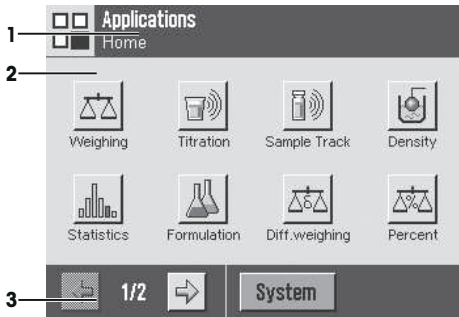 Applications
1
Home
2
Weighing Titration Sample Track Density
Statistics Formulation Diff.weighing Percent
3 1/2 System